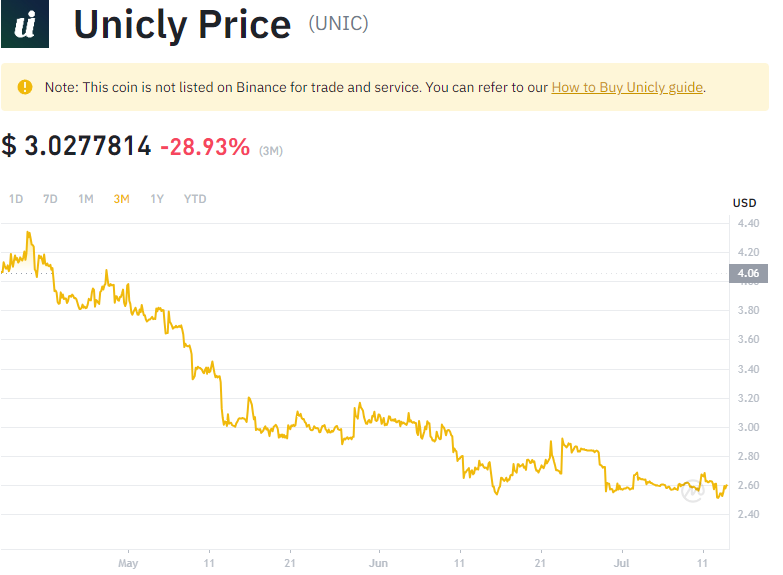 ui
Unicly Price (UNIC)
Note: This coin is not listed on Binance for trade and service. You can refer to our How to Buy Unicly guide.
$ 3.0277814 -28.93% (3M)
1D 7D 1M 3M 1Y YTD
USD
4.40
4.20
4.06
4.00
3.80
3.60
3.40
3.20
3.00
2.80
2.60
2.40
May 11 21 Jun 11 21 Jul 11